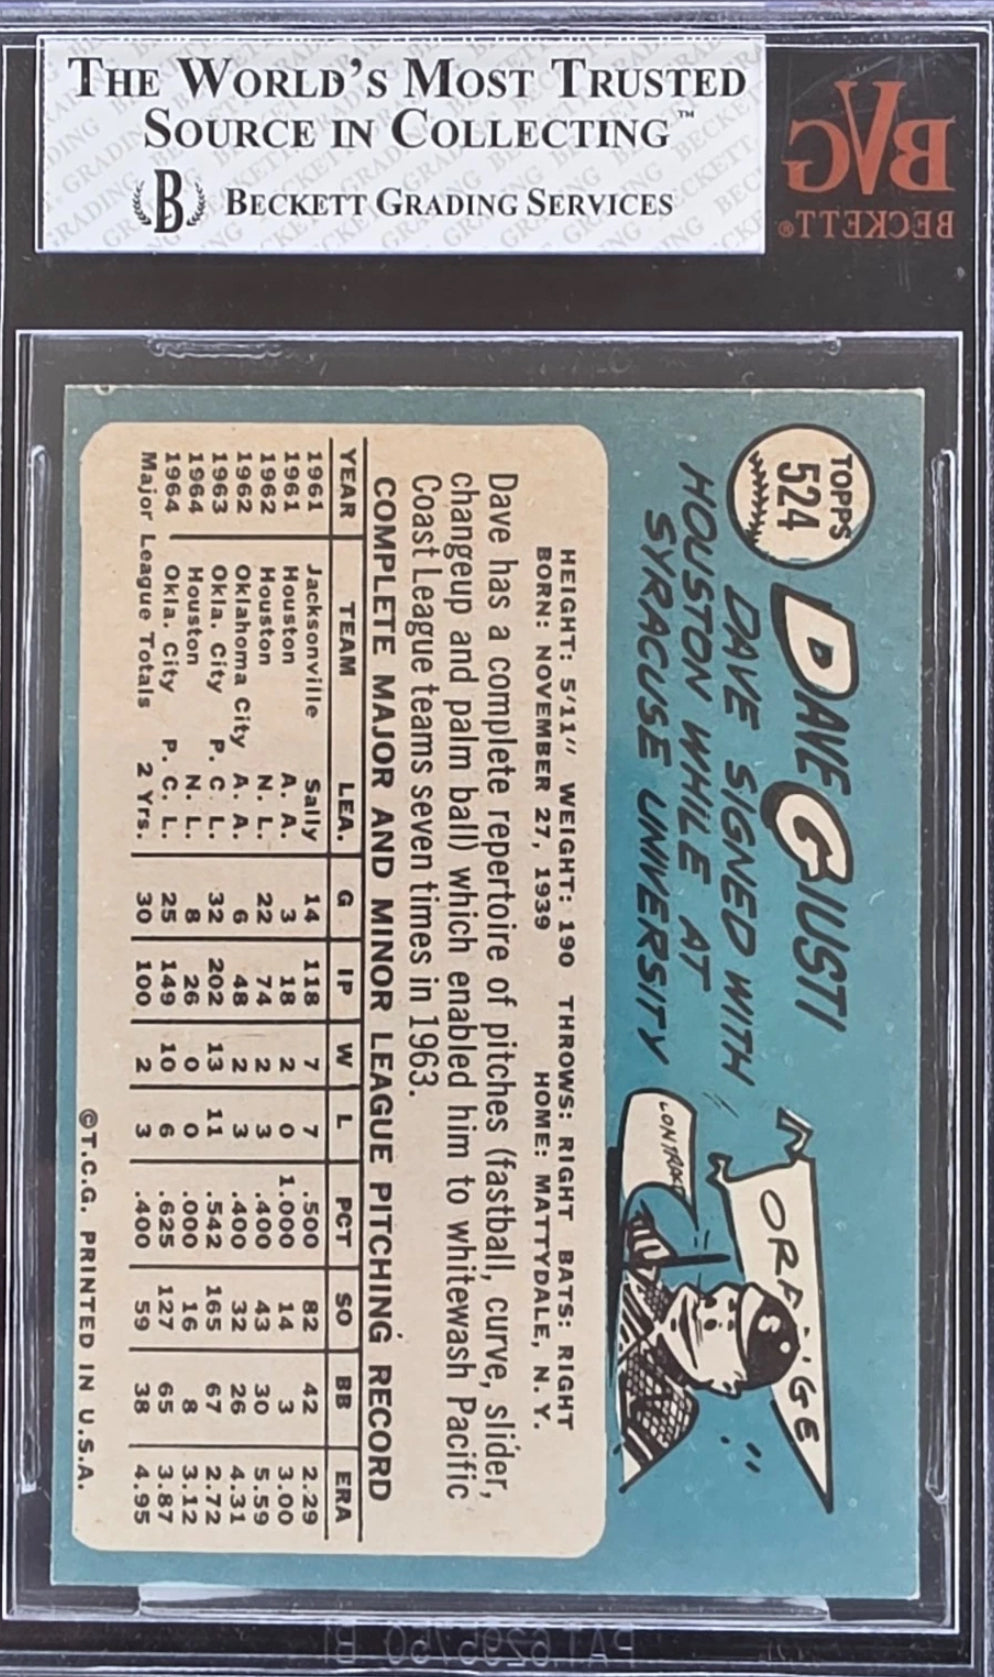 THE WORLD'S MOST TRUSTED
SOURCE IN COLLECTING™
B BECKETT GRADING SERVICES
BVG
BECKETT®
TOPPS
524
DAVE GIUSTI
DAVE SIGNED WITH
HOUSTON WHILE AT
SYRACUSE UNIVERSITY
ORANGE
CONTRACT
S
HEIGHT: 5'11" WEIGHT: 190 THROWS: RIGHT BATS: RIGHT
BORN: NOVEMBER 27, 1939 HOME: MATTYDALE, N. Y.
Dave has a complete repertoire of pitches (fastball, curve, slider,
changeup and palm ball) which enabled him to whitewash Pacific
Coast League teams seven times in 1963.
COMPLETE MAJOR AND MINOR LEAGUE PITCHING RECORD
YEAR TEAM LEA. G IP W L PCT SO BB ERA
1961 Jacksonville Sally 14 118 7 7 .500 82 42 2.29
1961 Houston A. A. 3 18 2 0 1.000 14 3 3.00
1962 Houston N. L. 22 74 2 3 .400 43 30 5.59
1962 Oklahoma City A. A. 6 48 2 3 .400 32 26 4.31
1963 Okla. City P. C. L. 32 202 13 11 .542 165 67 2.72
1964 Houston N. L. 8 26 0 0 .000 16 8 3.12
1964 Okla. City P. C. L. 25 149 10 6 .625 127 65 3.87
Major League Totals 2 Yrs. 30 100 2 3 .400 59 38 4.95
©T.C.G. PRINTED IN U.S.A.